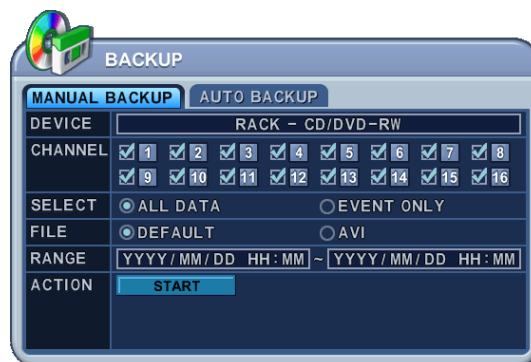 BACKUP
MANUAL BACKUP AUTO BACKUP
DEVICE RACK - CD/DVD-RW
CHANNEL 1 2 3 4 5 6 7 8
9 10 11 12 13 14 15 16
SELECT ALL DATA EVENT ONLY
FILE DEFAULT AVI
RANGE YYYY/MM/DD HH:MM ~ YYYY/MM/DD HH:MM
ACTION START